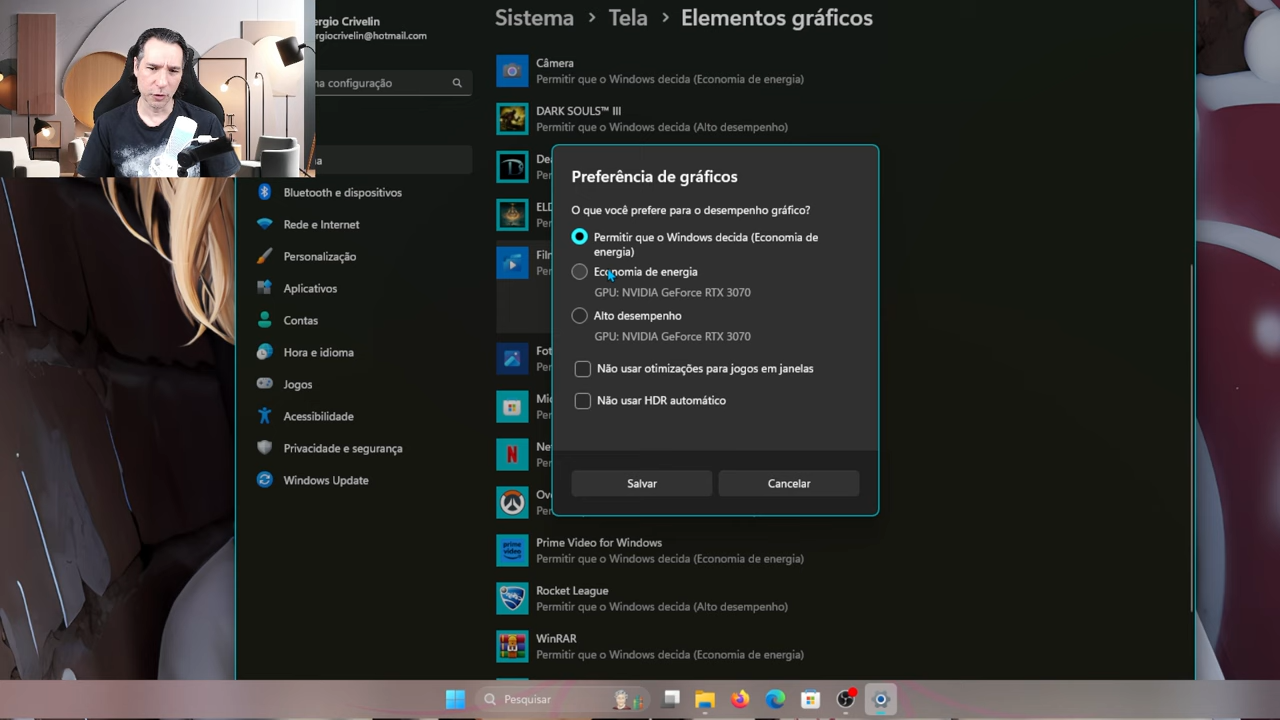 ergio Crivelin
rgiocrivelin@hotmail.com
na configuração
Bluetooth e dispositivos
Rede e Internet
Personalização
Aplicativos
Contas
Hora e idioma
Jogos
Acessibilidade
Privacidade e segurança
Windows Update
Sistema > Tela > Elementos gráficos
Câmera
Permitir que o Windows decida (Economia de energia)
DARK SOULS™ III
Permitir que o Windows decida (Alto desempenho)
Preferência de gráficos
O que você prefere para o desempenho gráfico?
Permitir que o Windows decida (Economia de
energia)
Economia de energia
GPU: NVIDIA GeForce RTX 3070
Alto desempenho
GPU: NVIDIA GeForce RTX 3070
Não usar otimizações para jogos em janelas
Não usar HDR automático
Salvar Cancelar
Prime Video for Windows
Permitir que o Windows decida (Economia de energia)
Rocket League
Permitir que o Windows decida (Alto desempenho)
WinRAR
Permitir que o Windows decida (Economia de energia)
Pesquisar